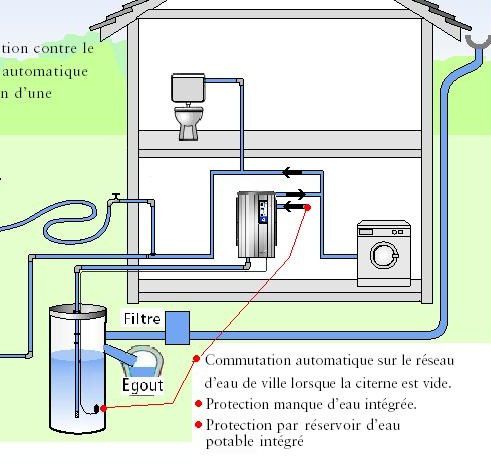 tion contre le
automatique
n d'une
Filtre
Egout
Commutation automatique sur le réseau
d'eau de ville lorsque la citerne est vide.
Protection manque d'eau intégrée.
Protection par réservoir d'eau
potable intégré